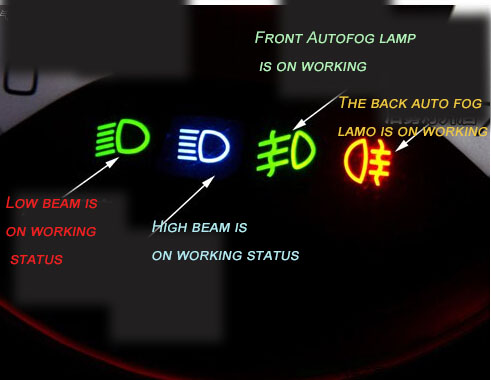 Front Autofog lamp
is on working
The back auto fog
lamo is on working
Low beam is
on working
status
High beam is
on working status